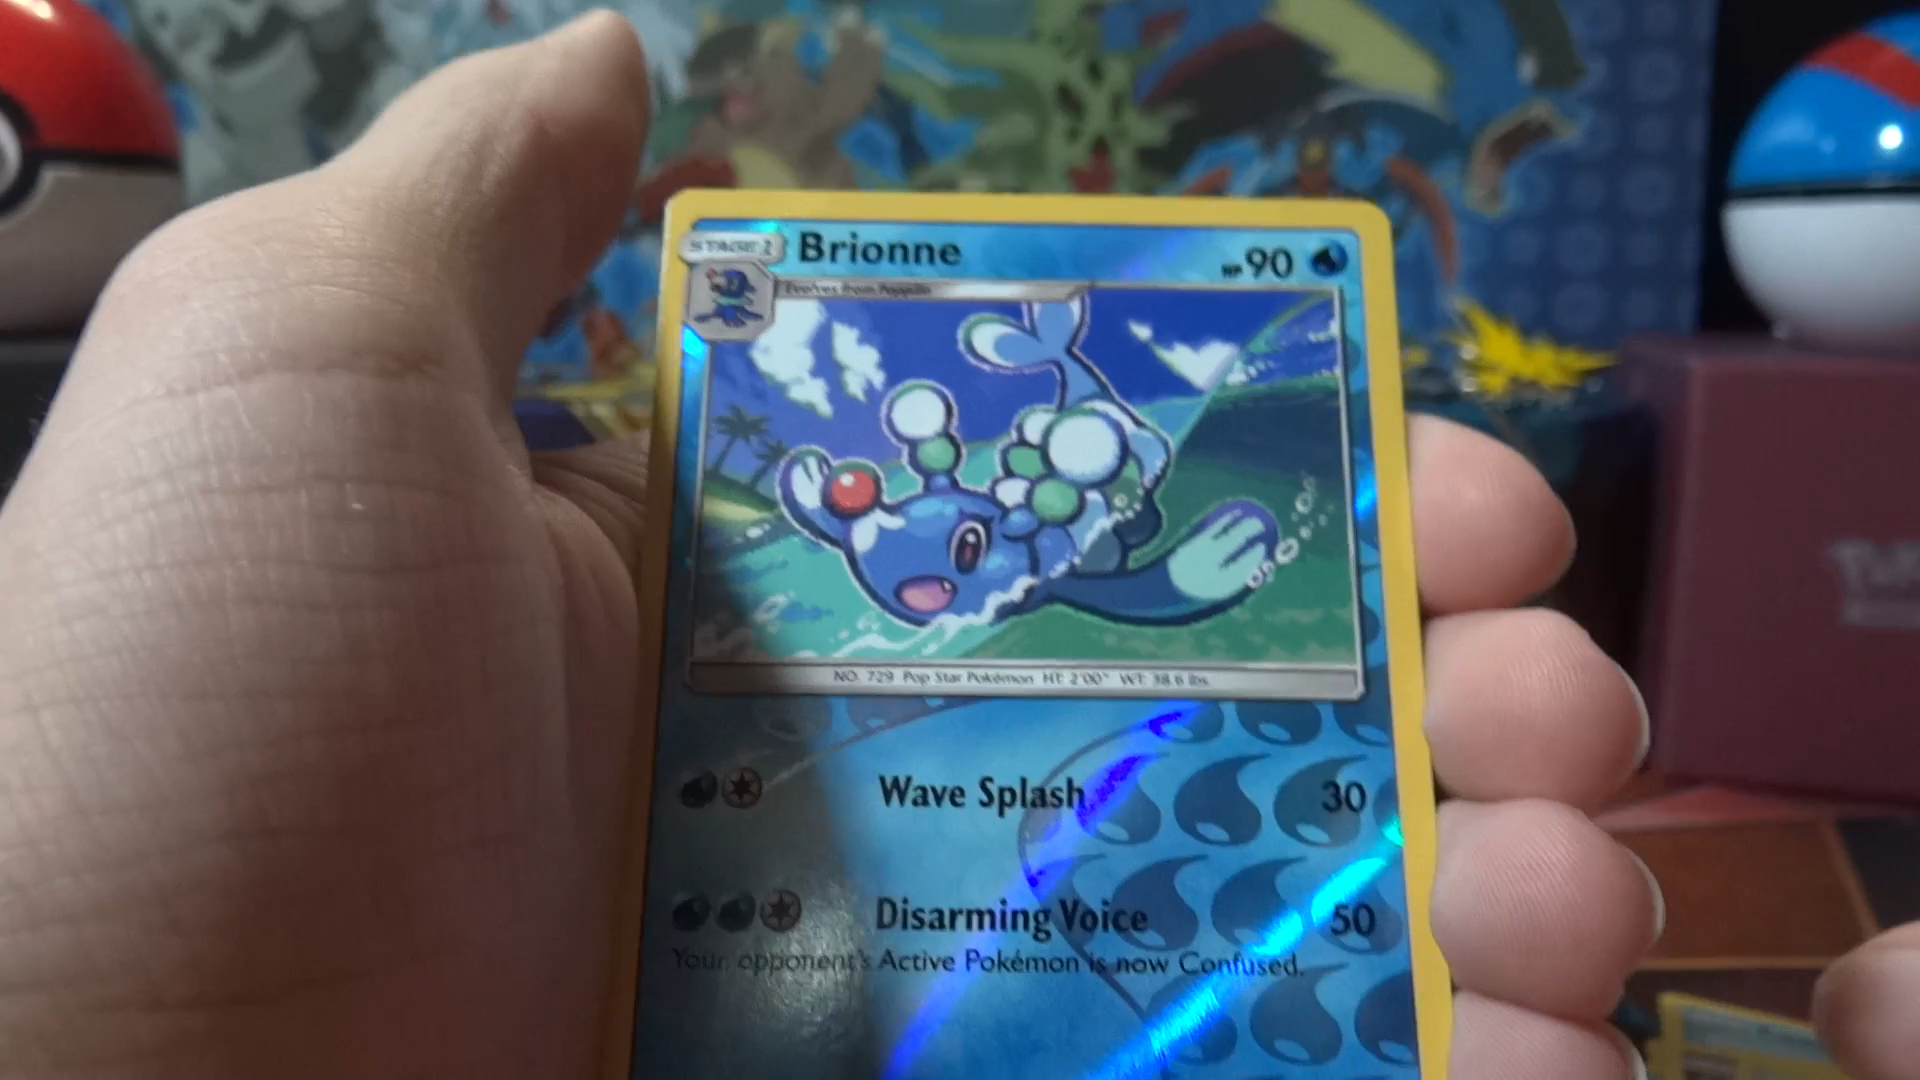 STAGE 1 Brionne HP 90
Evolves from Popplio
NO. 729 Pop Star Pokémon HT: 2'00" WT: 38.6 lbs.
Wave Splash 30
Disarming Voice 50
Your opponent's Active Pokémon is now Confused.